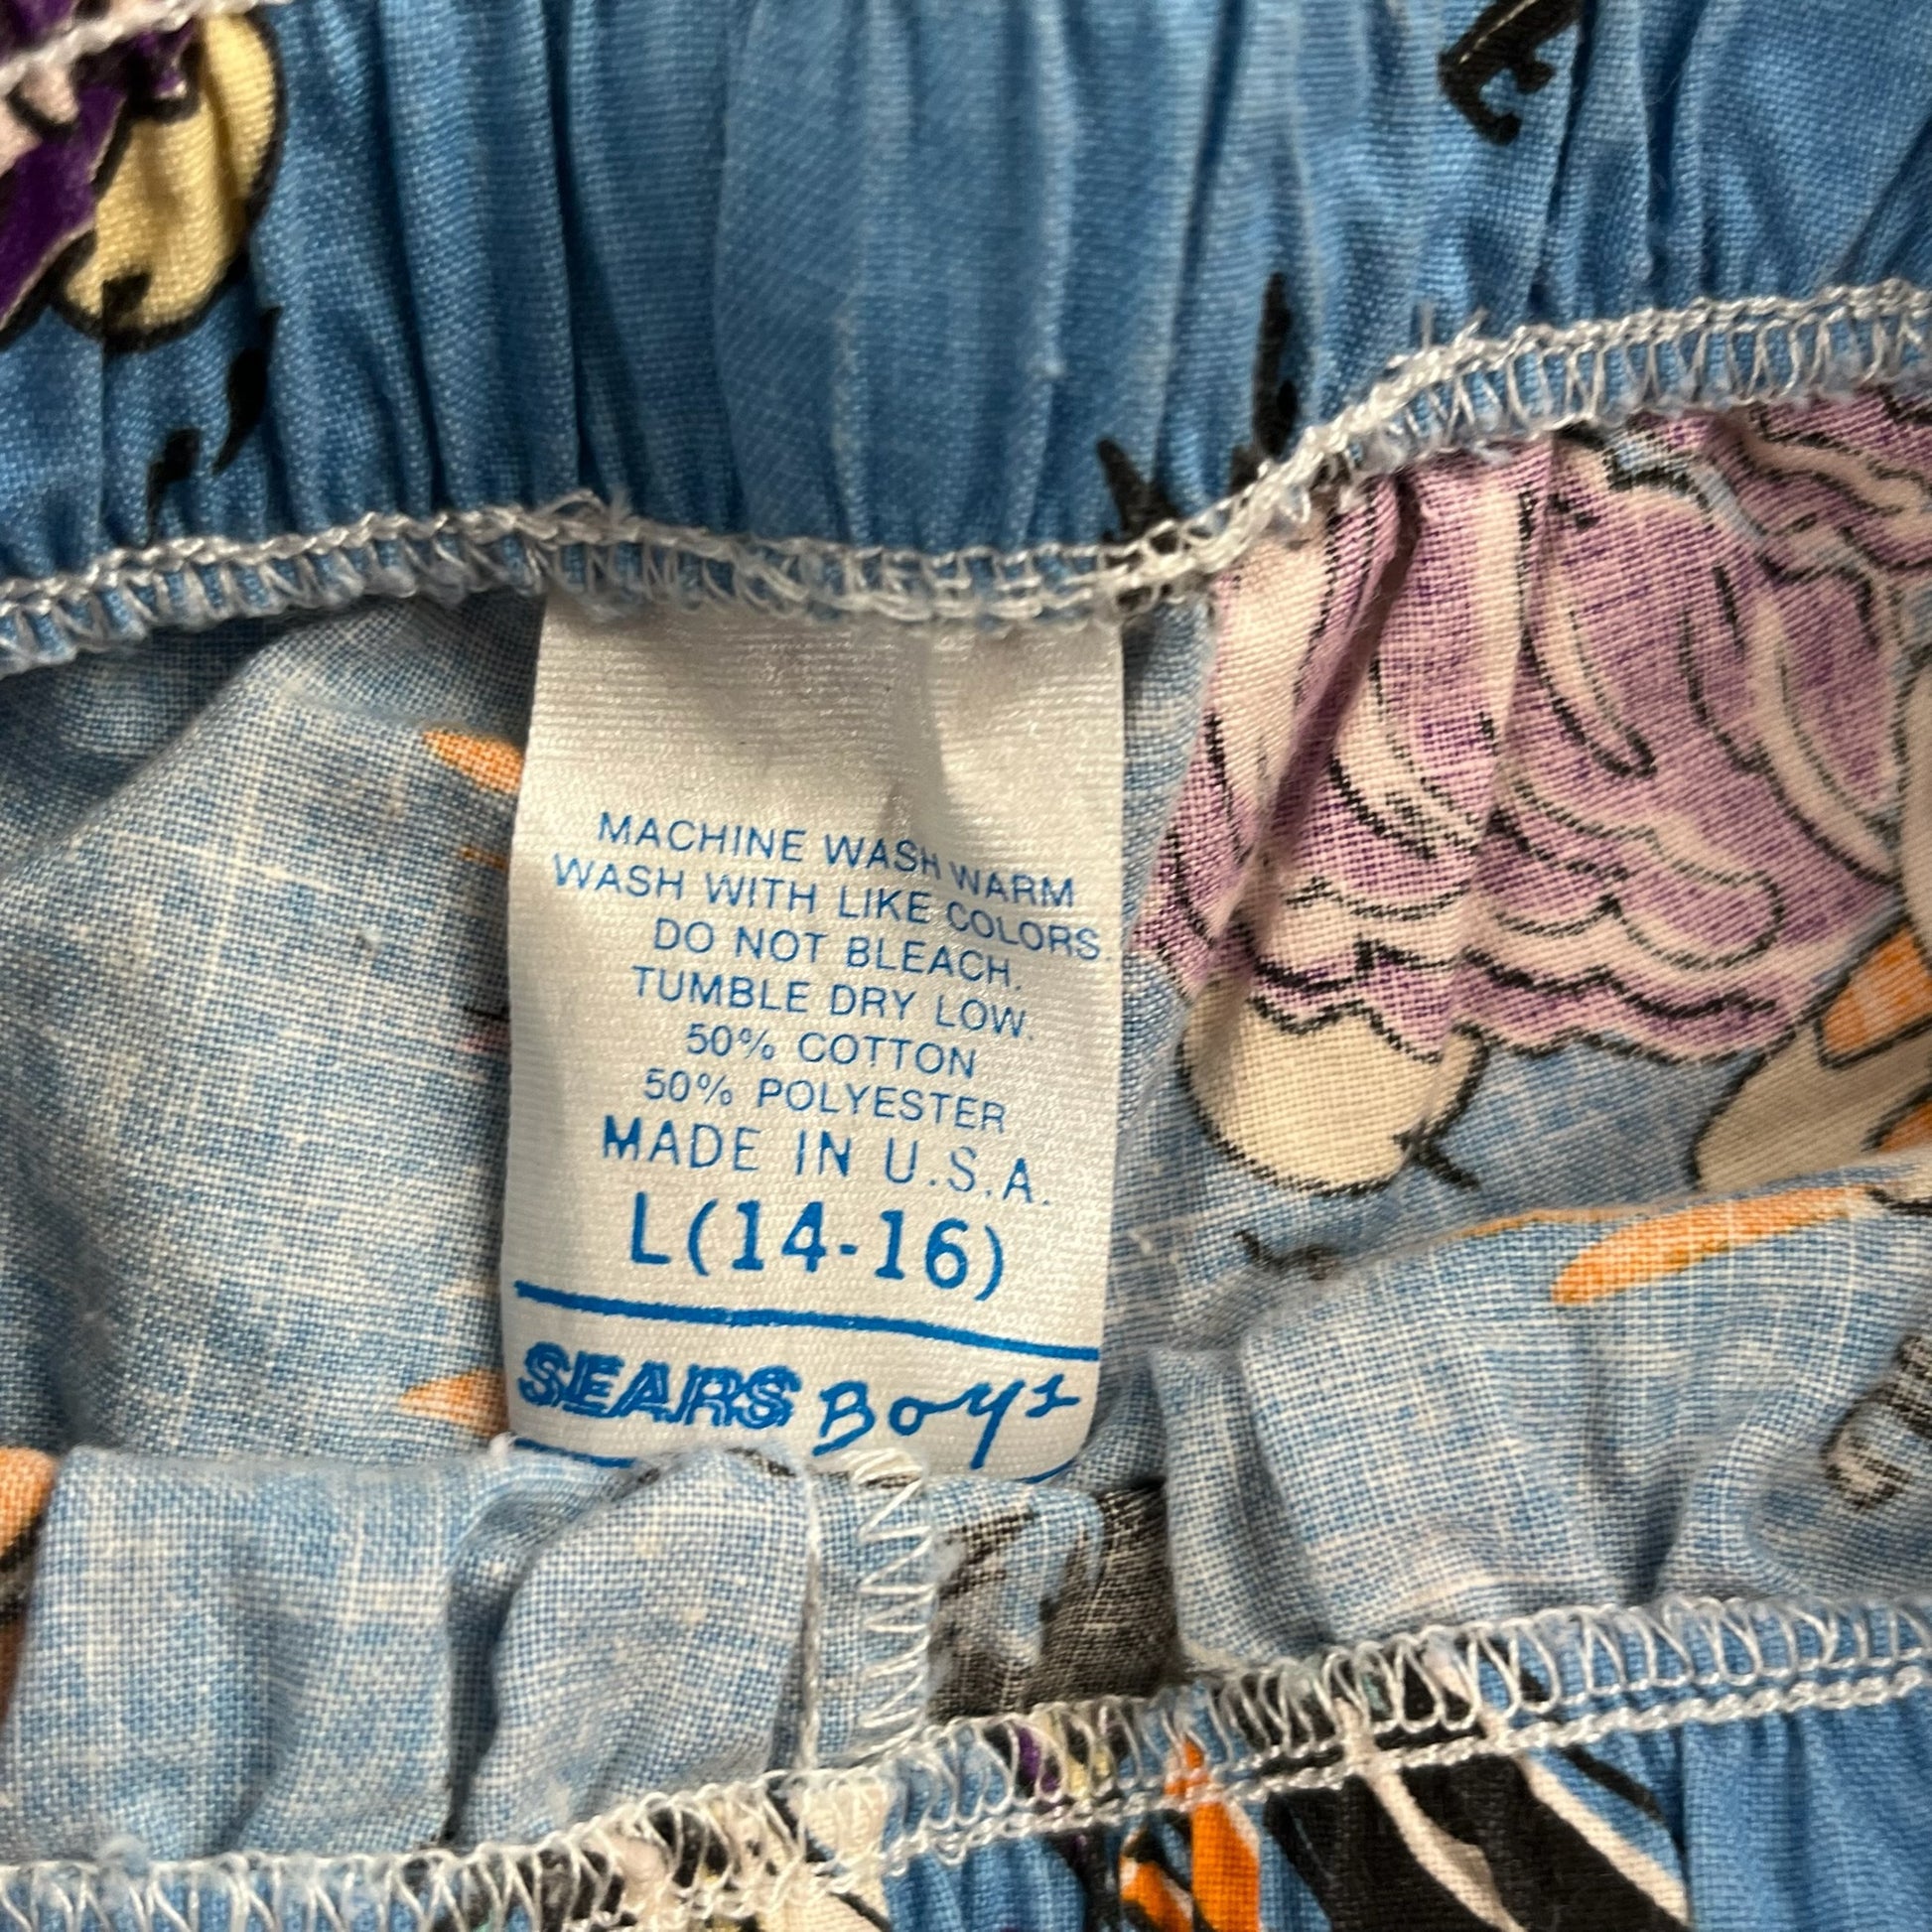 MACHINE WASH WARM
WASH WITH LIKE COLORS.
DO NOT BLEACH.
TUMBLE DRY LOW.
50% COTTON
50% POLYESTER
MADE IN U.S.A.
L(14-16)
SEARS Boys